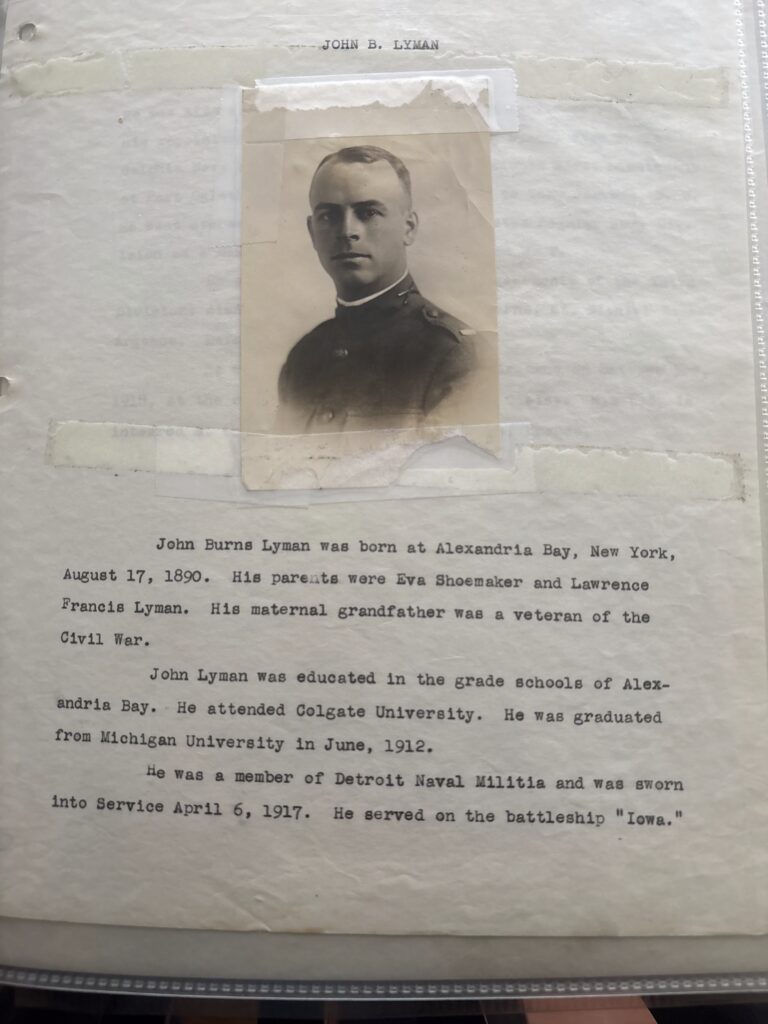 JOHN B. LYMAN
John Burns Lyman was born at Alexandria Bay, New York,
August 17, 1890. His parents were Eva Shoemaker and Lawrence
Francis Lyman. His maternal grandfather was a veteran of the
Civil War.
John Lyman was educated in the grade schools of Alex-
andria Bay. He attended Colgate University. He was graduated
from Michigan University in June, 1912.
He was a member of Detroit Naval Militia and was sworn
into Service April 6, 1917. He served on the battleship "Iowa."